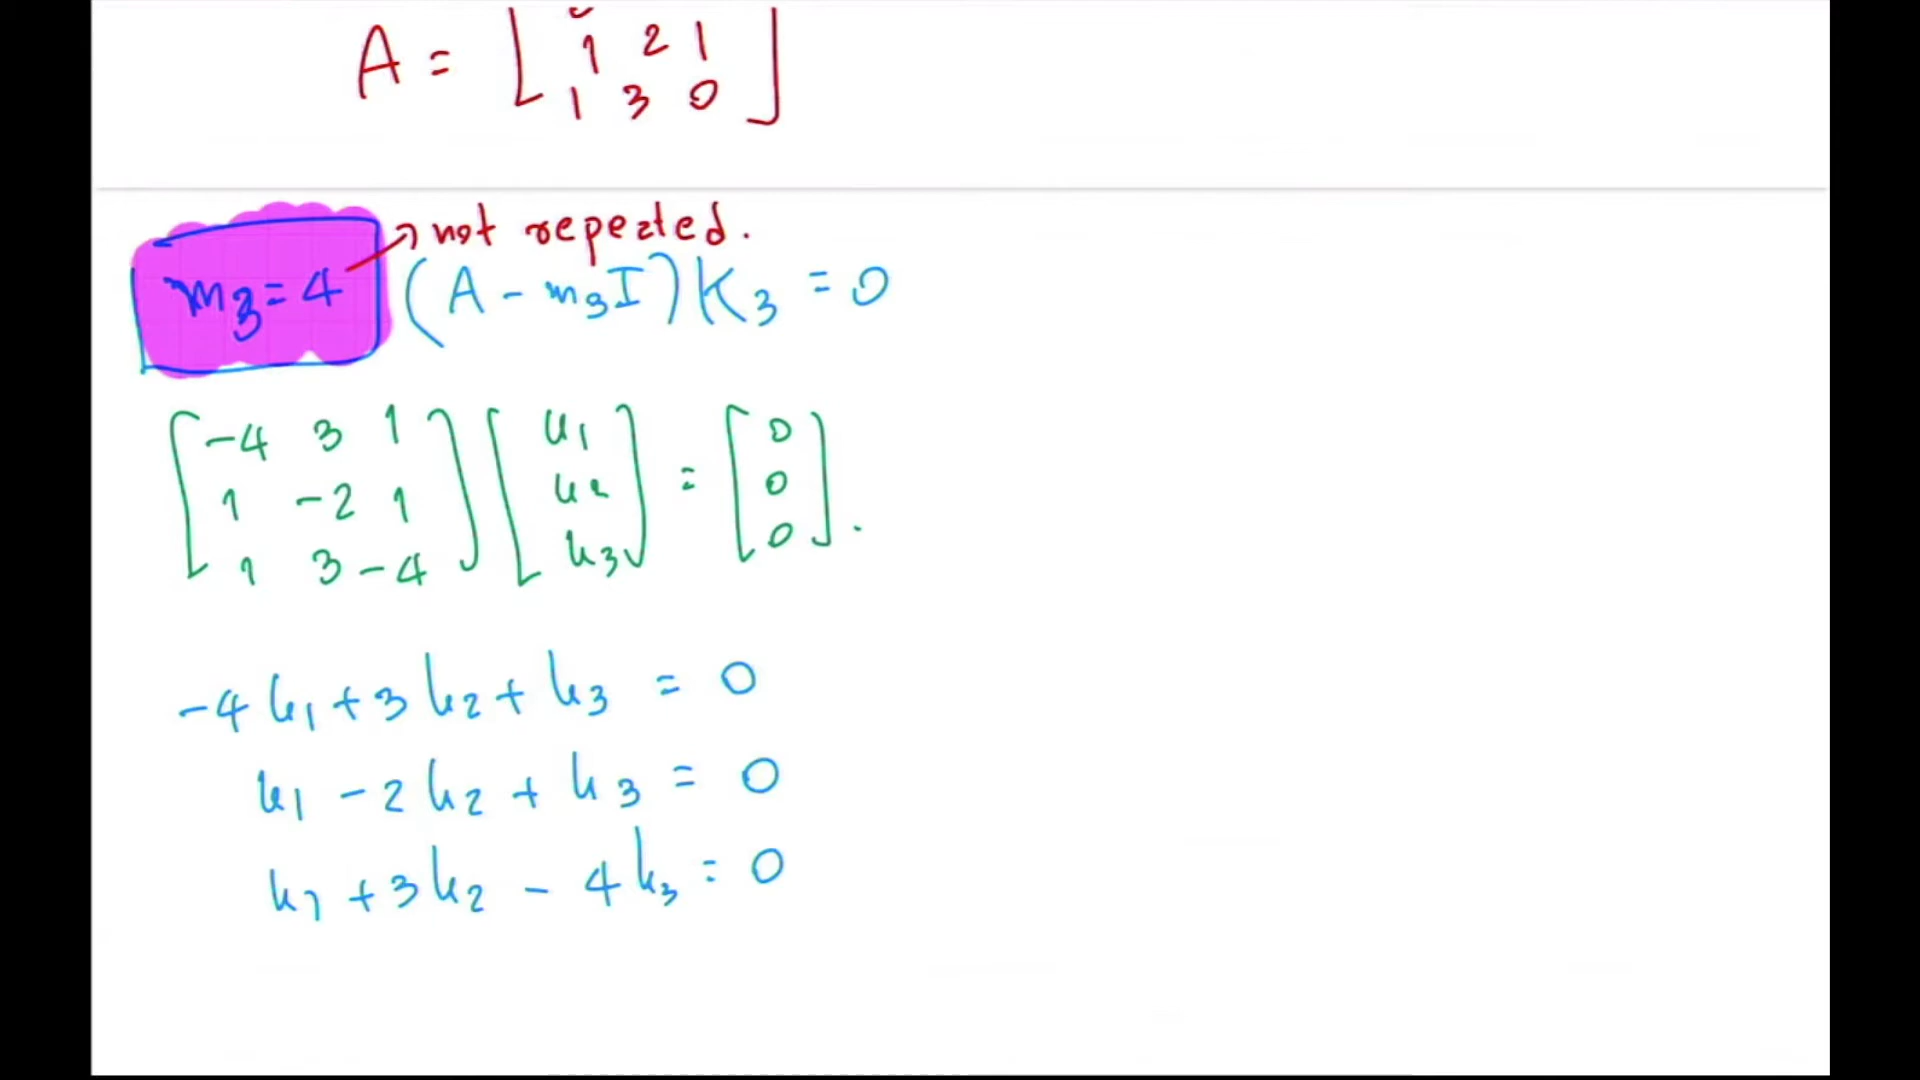 A = [ 1 2 1
1 3 0 ]
m3 = 4 → not repeated.
(A - m3I) K3 = 0
[ -4 3 1 ] [ k1 ] = [ 0 ]
[ 1 -2 1 ] [ k2 ] [ 0 ]
[ 1 3 -4 ] [ k3 ] [ 0 ] .
-4k1 + 3k2 + k3 = 0
k1 - 2k2 + k3 = 0
k1 + 3k2 - 4k3 = 0